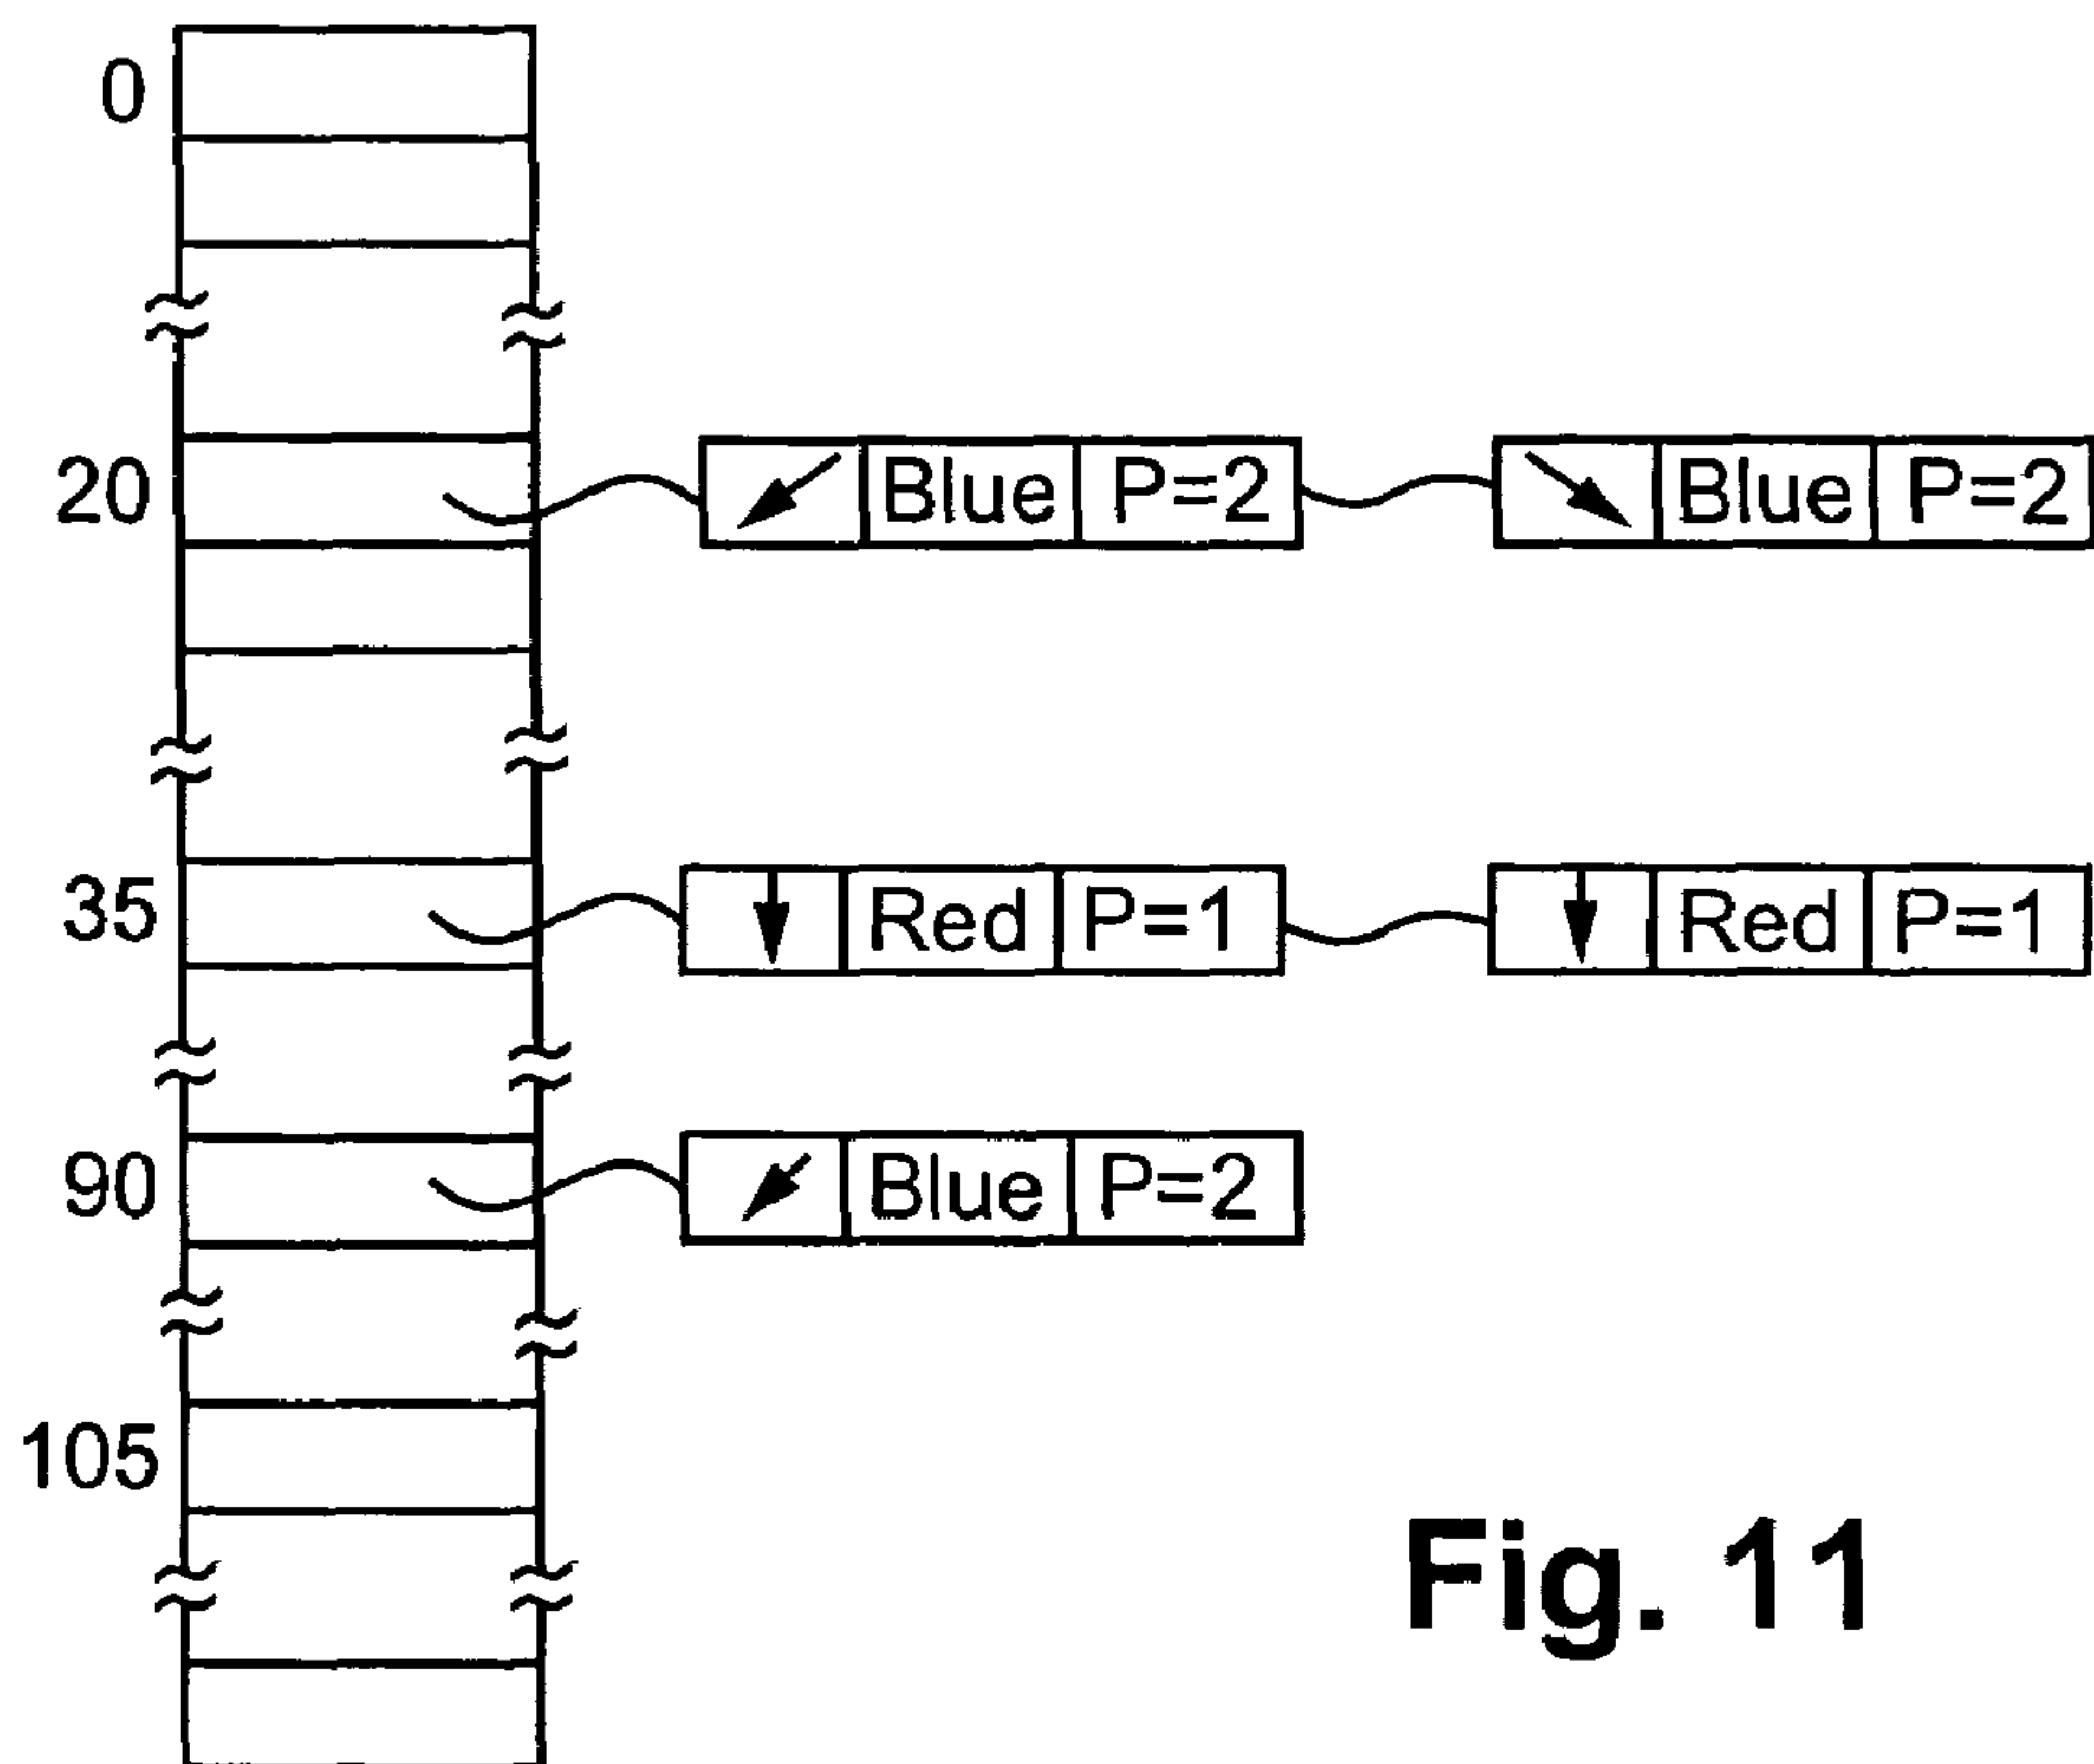 0
20 Blue P=2 Blue P=2
35 Red P=1 Red P=1
90 Blue P=2
105
Fig. 11